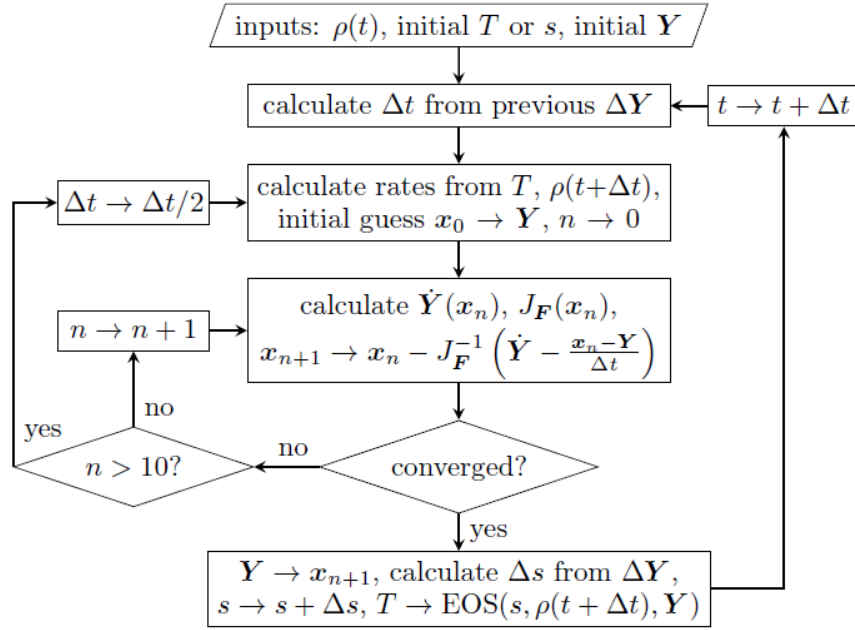 inputs: ρ(t), initial T or s, initial Y
calculate Δt from previous ΔY
t → t + Δt
Δt → Δt/2
calculate rates from T, ρ(t+Δt),
initial guess x₀ → Y, n → 0
n → n + 1
calculate Ẏ(xₙ), J_F(xₙ),
xₙ₊₁ → xₙ − J_F⁻¹ (Ẏ − (xₙ−Y)/Δt)
yes
no
n > 10?
no
converged?
yes
Y → xₙ₊₁, calculate Δs from ΔY,
s → s + Δs, T → EOS(s, ρ(t + Δt), Y)